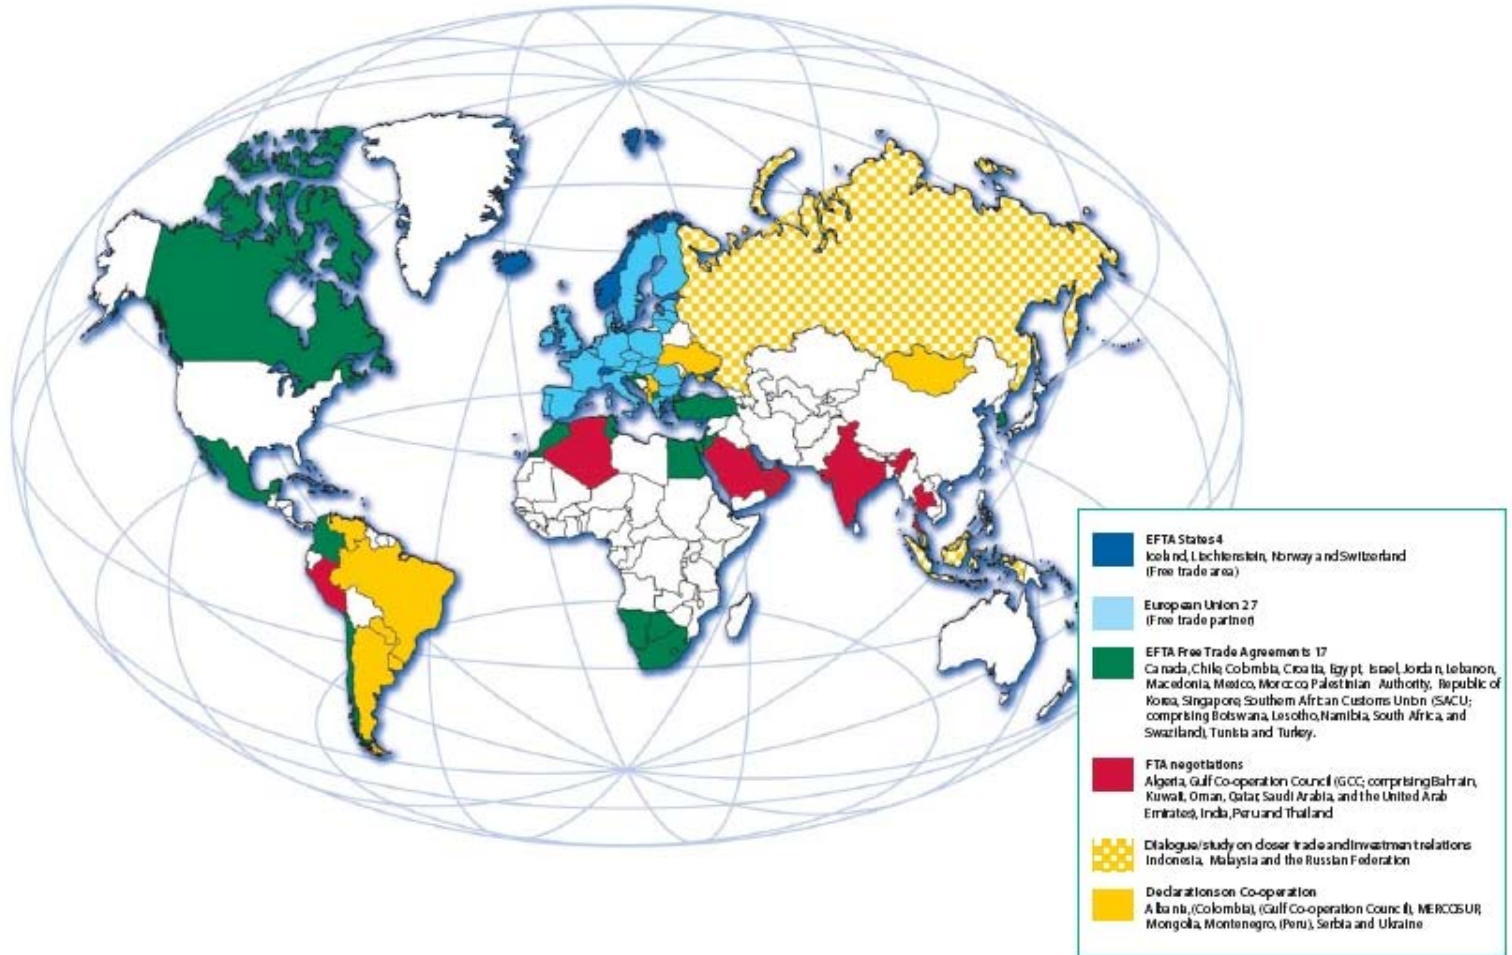 EFTA States 4
Iceland, Liechtenstein, Norway and Switzerland
(Free trade area)
European Union 27
(Free trade partner)
EFTA Free Trade Agreements 17
Canada, Chile, Colombia, Croatia, Egypt, Israel, Jordan, Lebanon,
Macedonia, Mexico, Morocco, Palestinian Authority, Republic of
Korea, Singapore, Southern African Customs Union (SACU;
comprising Botswana, Lesotho, Namibia, South Africa, and
Swaziland), Tunisia and Turkey.
FTA negotiations
Algeria, Gulf Co-operation Council (GCC; comprising Bahrain,
Kuwait, Oman, Qatar, Saudi Arabia, and the United Arab
Emirates), India, Peru and Thailand
Dialogue/study on closer trade and investment relations
Indonesia, Malaysia and the Russian Federation
Declarations on Co-operation
Albania, (Colombia), (Gulf Co-operation Council), MERCOSUR,
Mongolia, Montenegro, (Peru), Serbia and Ukraine